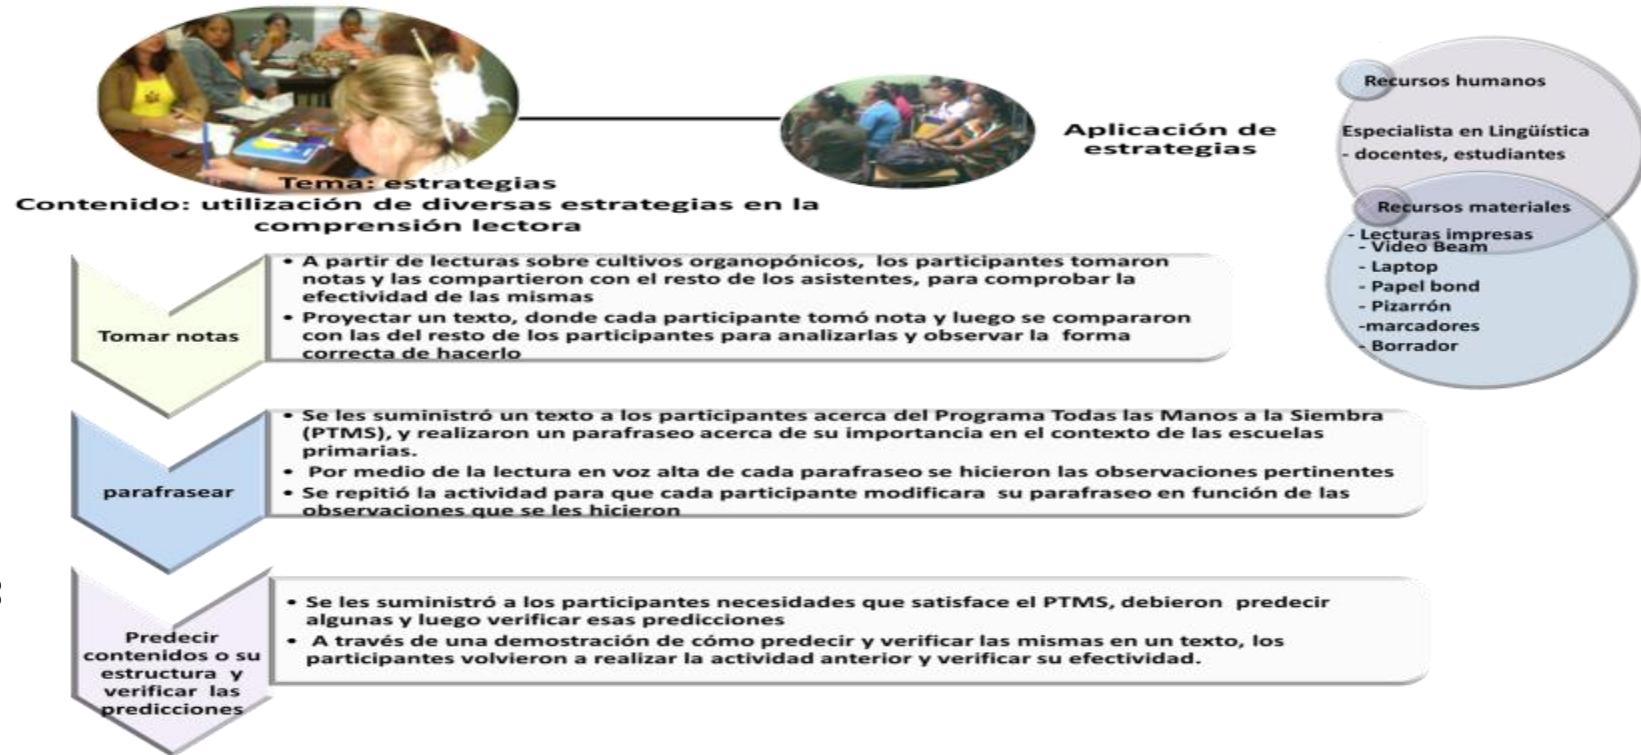 Tema: estrategias
Contenido: utilización de diversas estrategias en la
comprensión lectora
Aplicación de
estrategias
Recursos humanos
Especialista en Lingüística
- docentes, estudiantes
Recursos materiales
- Lecturas impresas
- Video Beam
- Laptop
- Papel bond
- Pizarrón
-marcadores
- Borrador
Tomar notas
• A partir de lecturas sobre cultivos organopónicos, los participantes tomaron
notas y las compartieron con el resto de los asistentes, para comprobar la
efectividad de las mismas
• Proyectar un texto, donde cada participante tomó nota y luego se compararon
con las del resto de los participantes para analizarlas y observar la forma
correcta de hacerlo
parafrasear
• Se les suministró un texto a los participantes acerca del Programa Todas las Manos a la Siembra
(PTMS), y realizaron un parafraseo acerca de su importancia en el contexto de las escuelas
primarias.
• Por medio de la lectura en voz alta de cada parafraseo se hicieron las observaciones pertinentes
• Se repitió la actividad para que cada participante modificara su parafraseo en función de las
observaciones que se les hicieron
Predecir
contenidos o su
estructura y
verificar las
predicciones
• Se les suministró a los participantes necesidades que satisface el PTMS, debieron predecir
algunas y luego verificar esas predicciones
• A través de una demostración de cómo predecir y verificar las mismas en un texto, los
participantes volvieron a realizar la actividad anterior y verificar su efectividad.